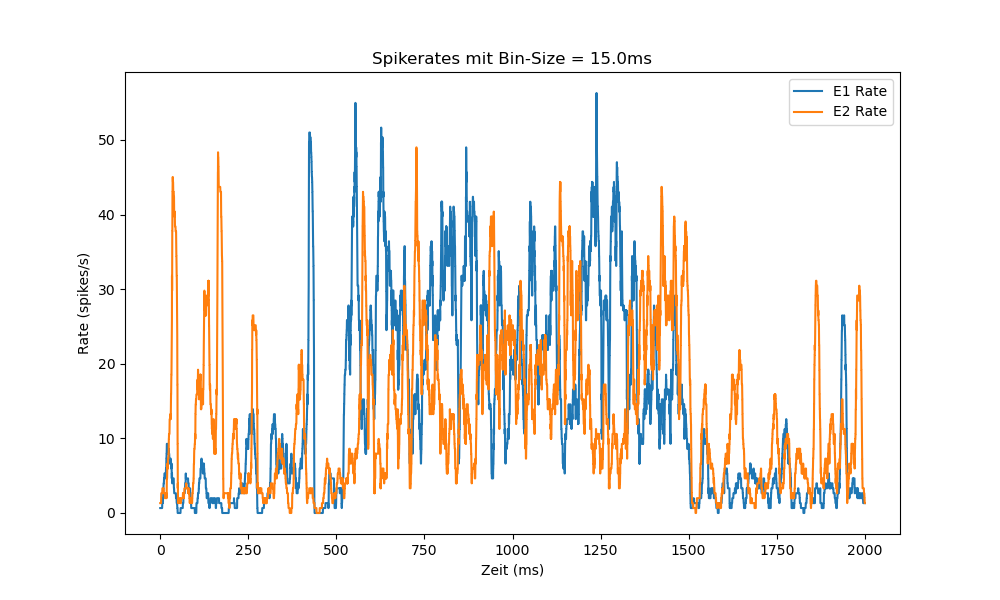 Spikerates mit Bin-Size = 15.0ms
E1 Rate
E2 Rate
50
40
30
20
10
0
Rate (spikes/s)
0 250 500 750 1000 1250 1500 1750 2000
Zeit (ms)